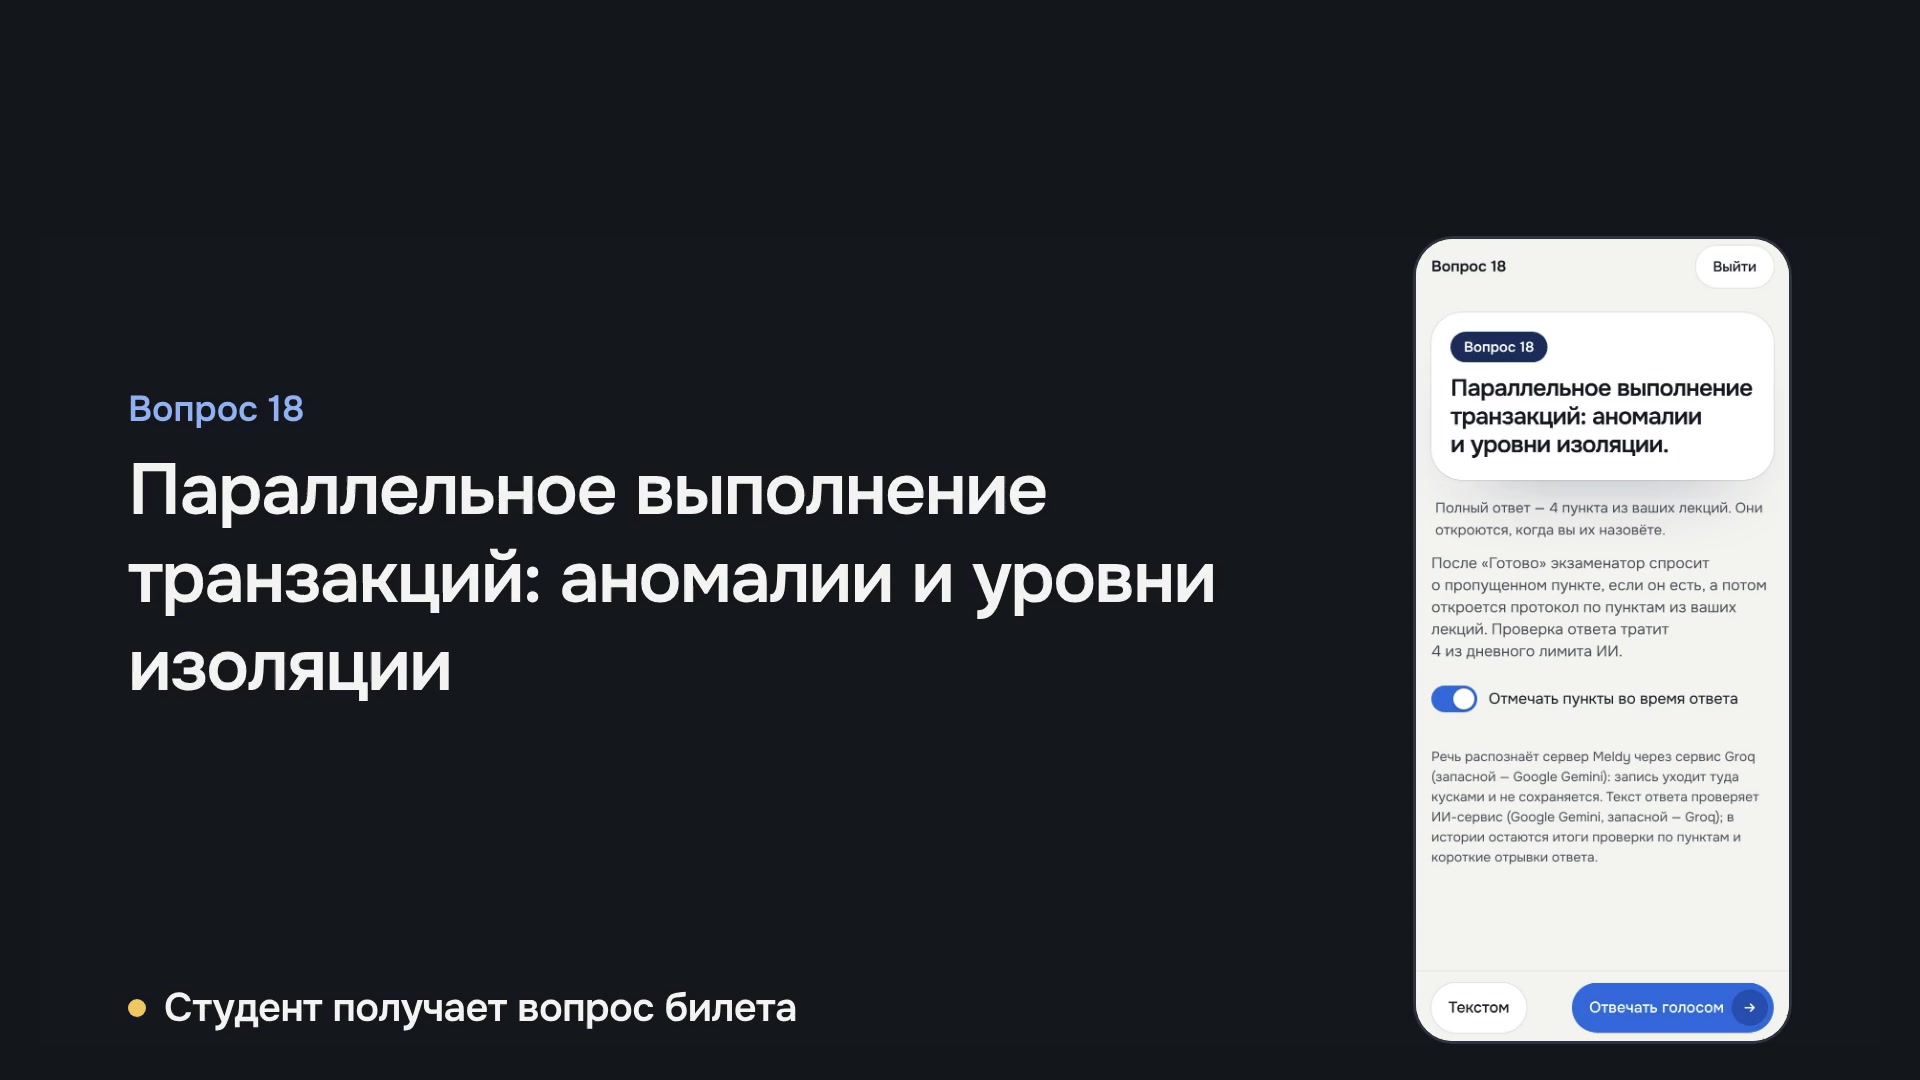 Вопрос 18
Параллельное выполнение
транзакций: аномалии и уровни
изоляции
Студент получает вопрос билета
Вопрос 18
Выйти
Вопрос 18
Параллельное выполнение
транзакций: аномалии
и уровни изоляции.
Полный ответ — 4 пункта из ваших лекций. Они
откроются, когда вы их назовёте.
После «Готово» экзаменатор спросит
о пропущенном пункте, если он есть, а потом
откроется протокол по пунктам из ваших
лекций. Проверка ответа тратит
4 из дневного лимита ИИ.
Отмечать пункты во время ответа
Речь распознаёт сервер Meldy через сервис Groq
(запасной — Google Gemini): запись уходит туда
кусками и не сохраняется. Текст ответа проверяет
ИИ-сервис (Google Gemini, запасной — Groq); в
истории остаются итоги проверки по пунктам и
короткие отрывки ответа.
Текстом
Отвечать голосом →